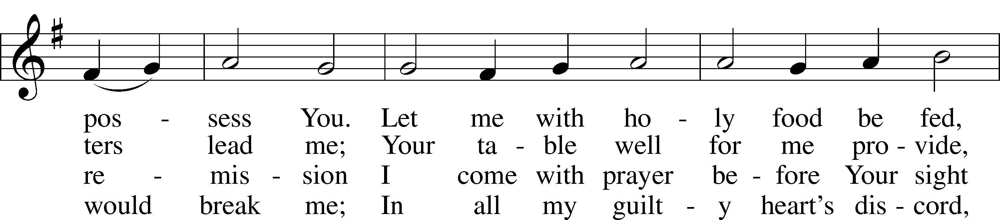 pos - sess You. Let me with ho - ly food be fed,
ters lead me; Your ta - ble well for me pro - vide,
re - mis - sion I come with prayer be - fore Your sight
would break me; In all my guilt - y heart's dis - cord,